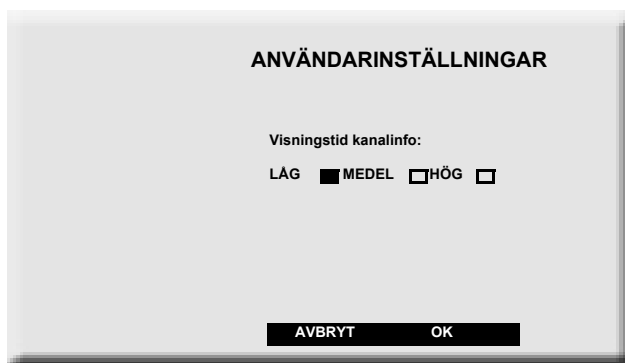 ANVÄNDARINSTÄLLNINGAR
Visningstid kanalinfo:
LÅG MEDEL HÖG
AVBRYT OK